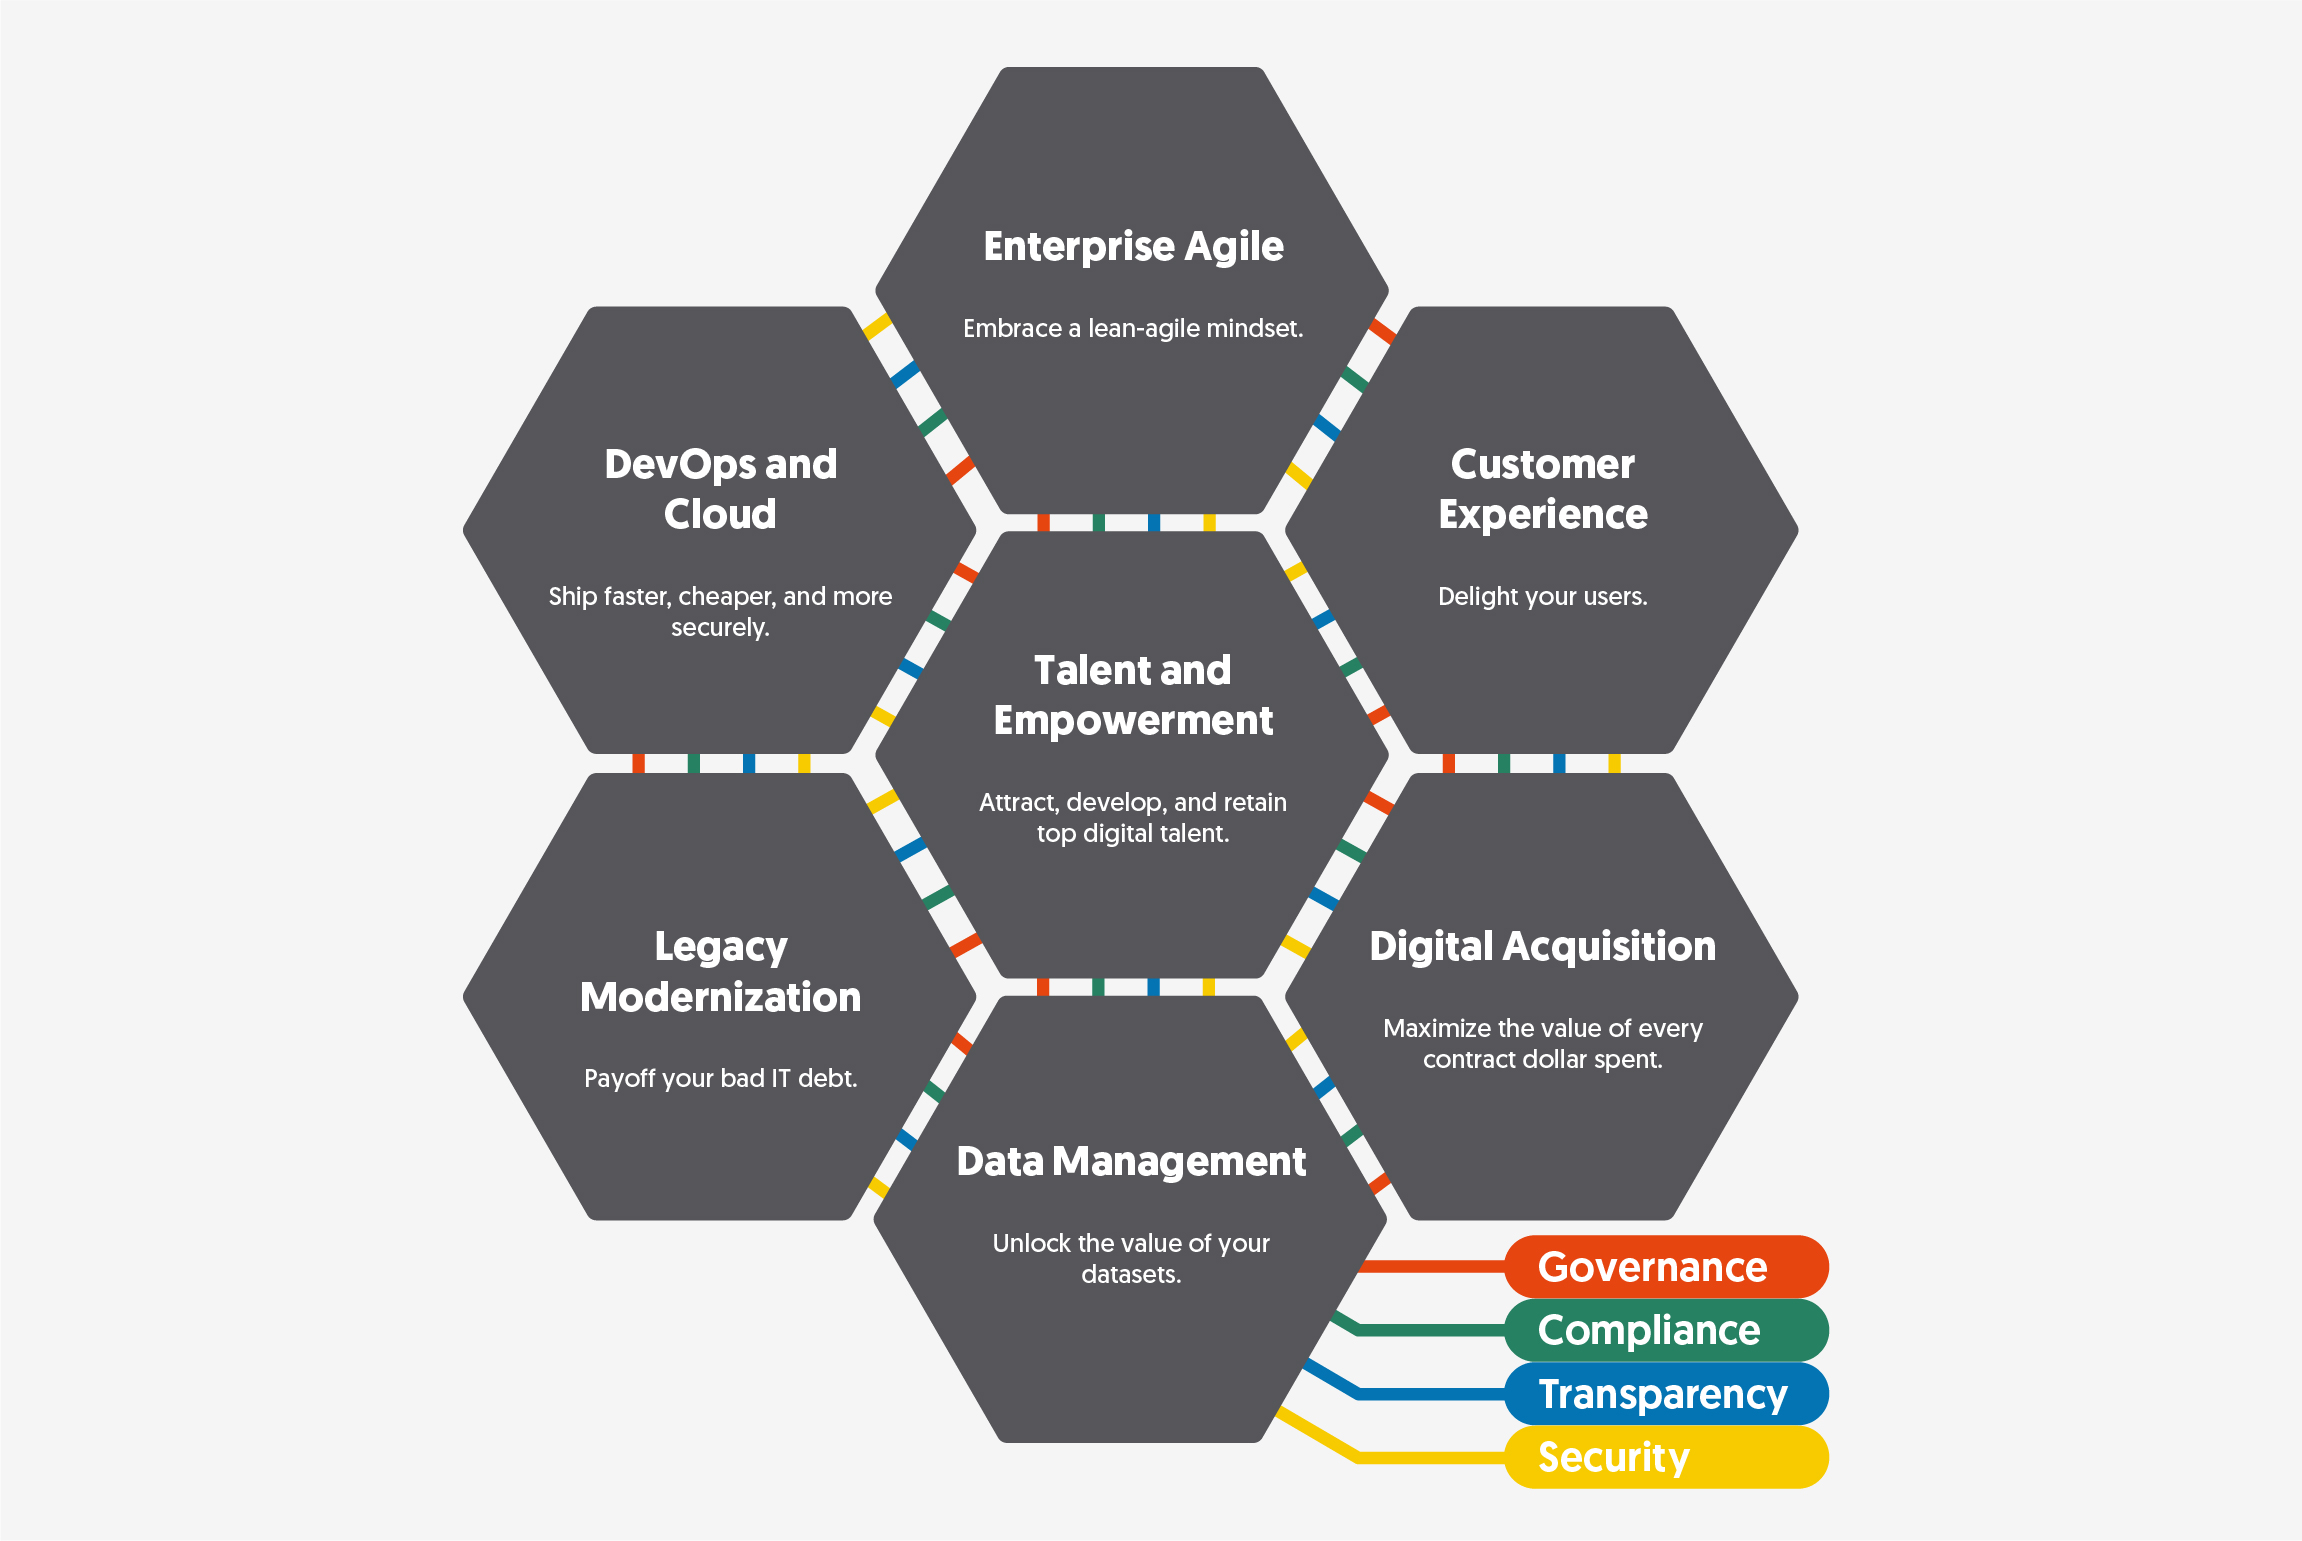 Enterprise Agile
Embrace a lean-agile mindset.
DevOps and
Cloud
Ship faster, cheaper, and more
securely.
Customer
Experience
Delight your users.
Talent and
Empowerment
Attract, develop, and retain
top digital talent.
Legacy
Modernization
Payoff your bad IT debt.
Digital Acquisition
Maximize the value of every
contract dollar spent.
Data Management
Unlock the value of your
datasets.
Governance
Compliance
Transparency
Security